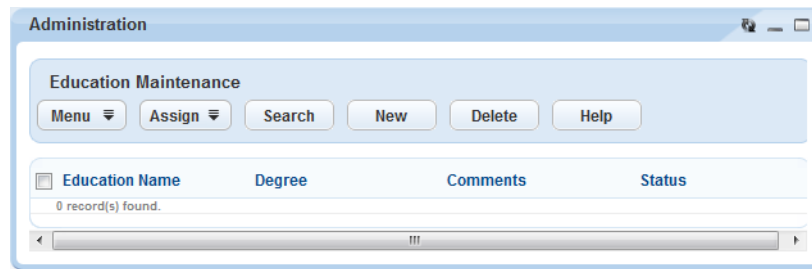 Administration
Education Maintenance
Menu Assign Search New Delete Help
Education Name Degree Comments Status
0 record(s) found.